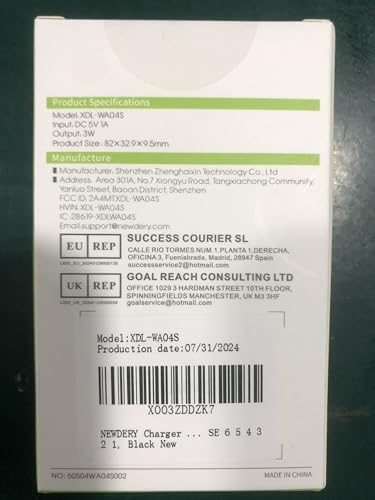 Product Specifications
Model: XDL-WA04S
Input: DC 5V 1A
Output: 3W
Product Size : 82×32.9×9.5mm
Manufacture
Manufacturer: Shenzhen Zhenghaixin Technology Co., Ltd
Address: Area 301A, No.7 Xiongyu Road, Tangxiachong Community,
Yanluo Street, Baoan District, Shenzhen
FCC ID: 2A4MTXDL-WA04S
HVIN: XDL-WA04S
IC :28619-XDLWA04S
Email:support@newdery.com
EU REP
SUCCESS COURIER SL
CALLE RIO TORMES NUM.1,PLANTA 1,DERECHA,
OFICINA 3, Fuenlabrada, Madrid, 28947 Spain
successservice2@hotmail.com
UK REP
GOAL REACH CONSULTING LTD
OFFICE 1029 3 HARDMAN STREET 10TH FLOOR,
SPINNINGFIELDS MANCHESTER, UK M3 3HF
goalservice@hotmail.com
Model:XDL-WA04S
Production date:07/31/2024
X003ZDDZK7
NEWDERY Charger ... SE 6 5 4 3
2 1, Black New
NO: 50504WA04S002
MADE IN CHINA